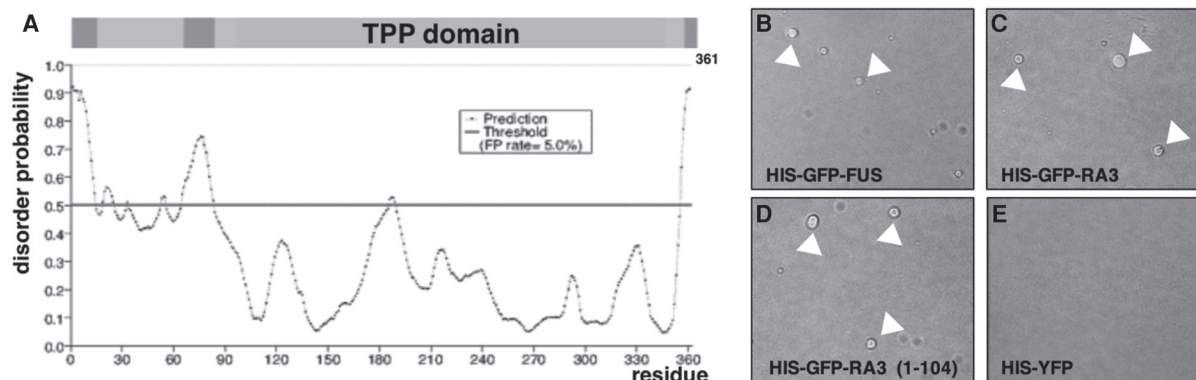 A
TPP domain
361
disorder probability
1.0
0.9
0.8
0.7
0.6
0.5
0.4
0.3
0.2
0.1
0.0
Prediction
Threshold
(FP rate= 5.0%)
0 30 60 90 120 150 180 210 240 270 300 330 360
residue
B
HIS-GFP-FUS
C
HIS-GFP-RA3
D
HIS-GFP-RA3 (1-104)
E
HIS-YFP